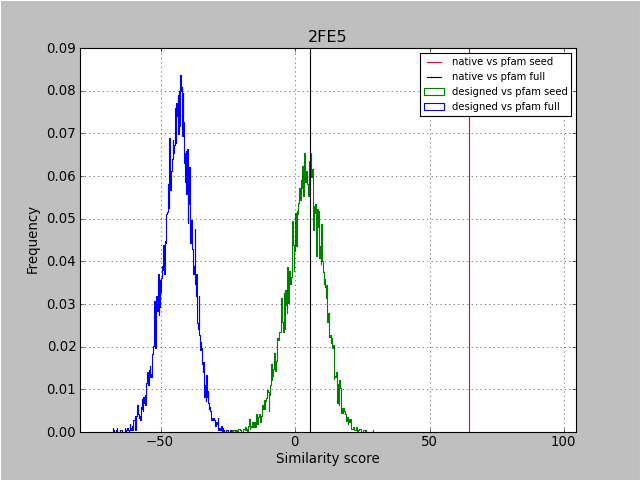 2FE5
0.09
0.08
0.07
0.06
0.05
0.04
0.03
0.02
0.01
0.00
Frequency
native vs pfam seed
native vs pfam full
designed vs pfam seed
designed vs pfam full
−50 0 50 100
Similarity score